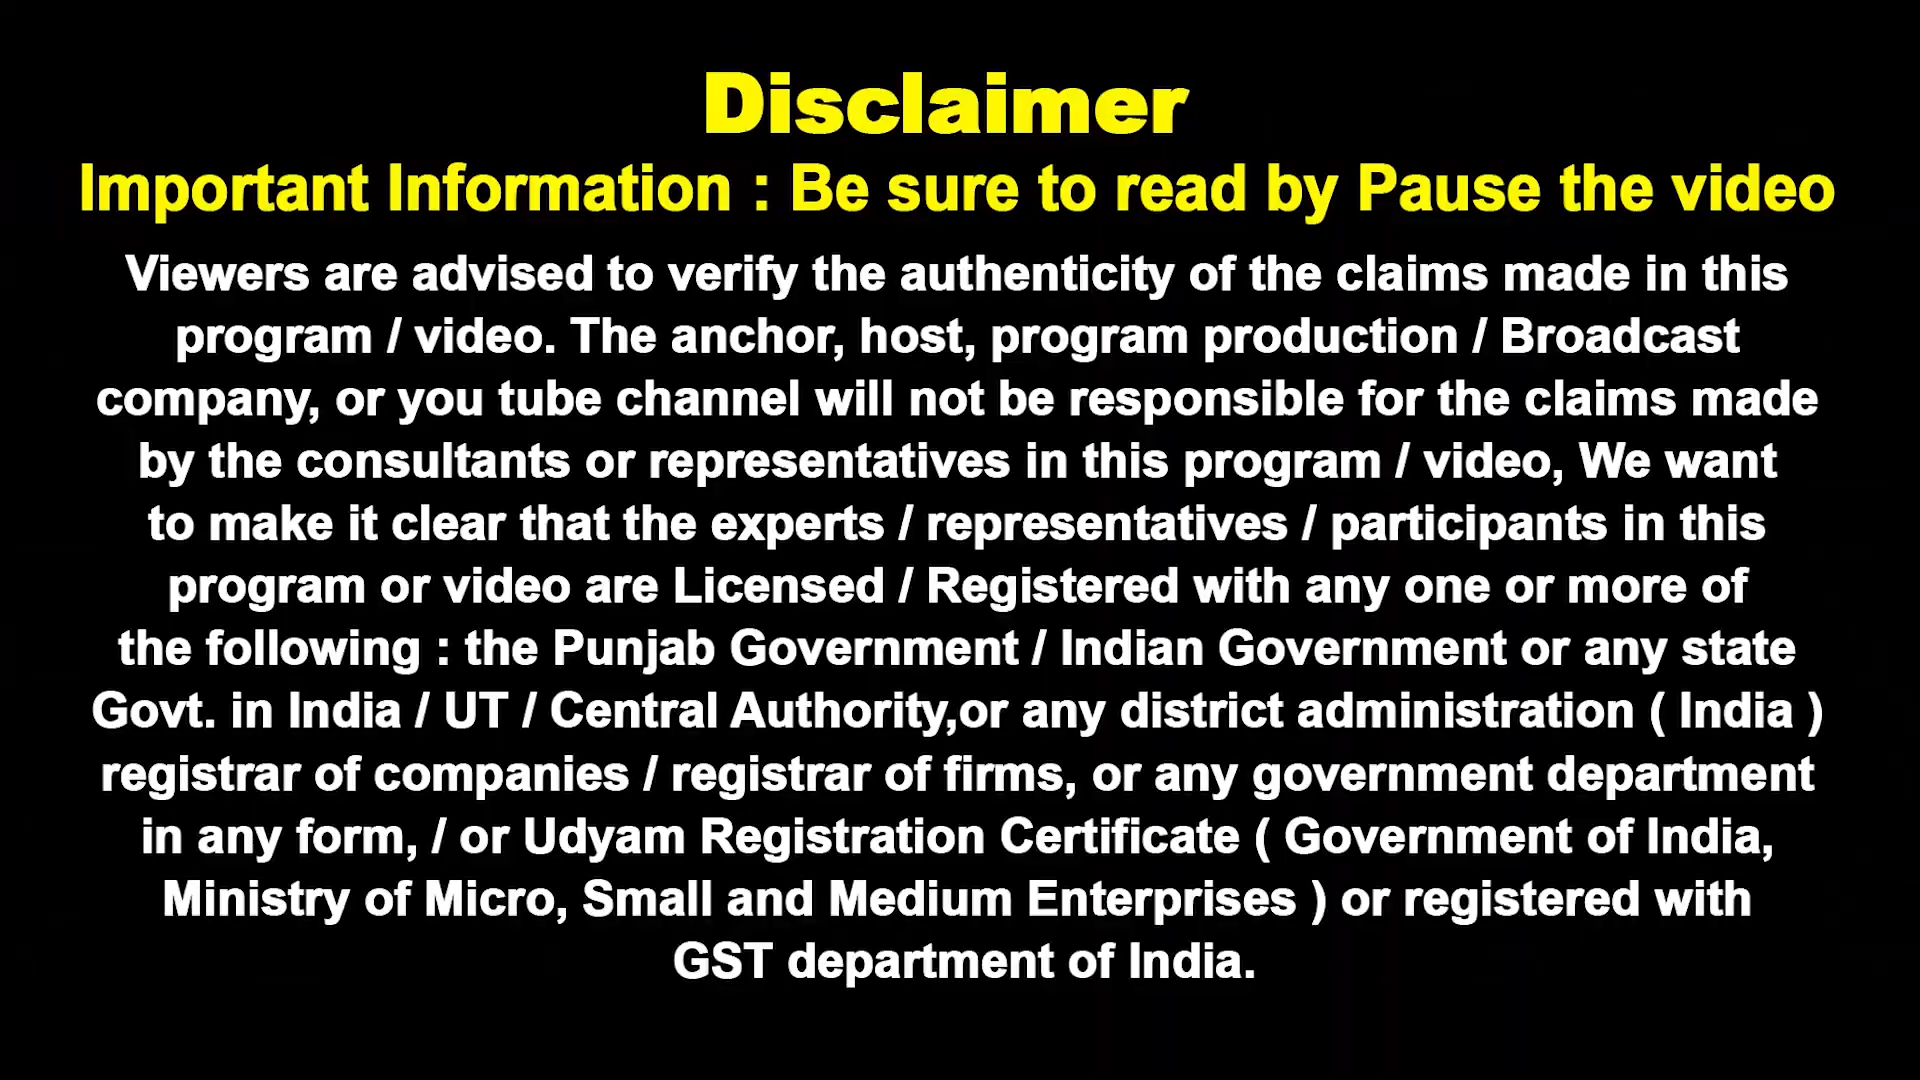 Disclaimer
Important Information : Be sure to read by Pause the video
Viewers are advised to verify the authenticity of the claims made in this
program / video. The anchor, host, program production / Broadcast
company, or you tube channel will not be responsible for the claims made
by the consultants or representatives in this program / video, We want
to make it clear that the experts / representatives / participants in this
program or video are Licensed / Registered with any one or more of
the following : the Punjab Government / Indian Government or any state
Govt. in India / UT / Central Authority,or any district administration ( India )
registrar of companies / registrar of firms, or any government department
in any form, / or Udyam Registration Certificate ( Government of India,
Ministry of Micro, Small and Medium Enterprises ) or registered with
GST department of India.